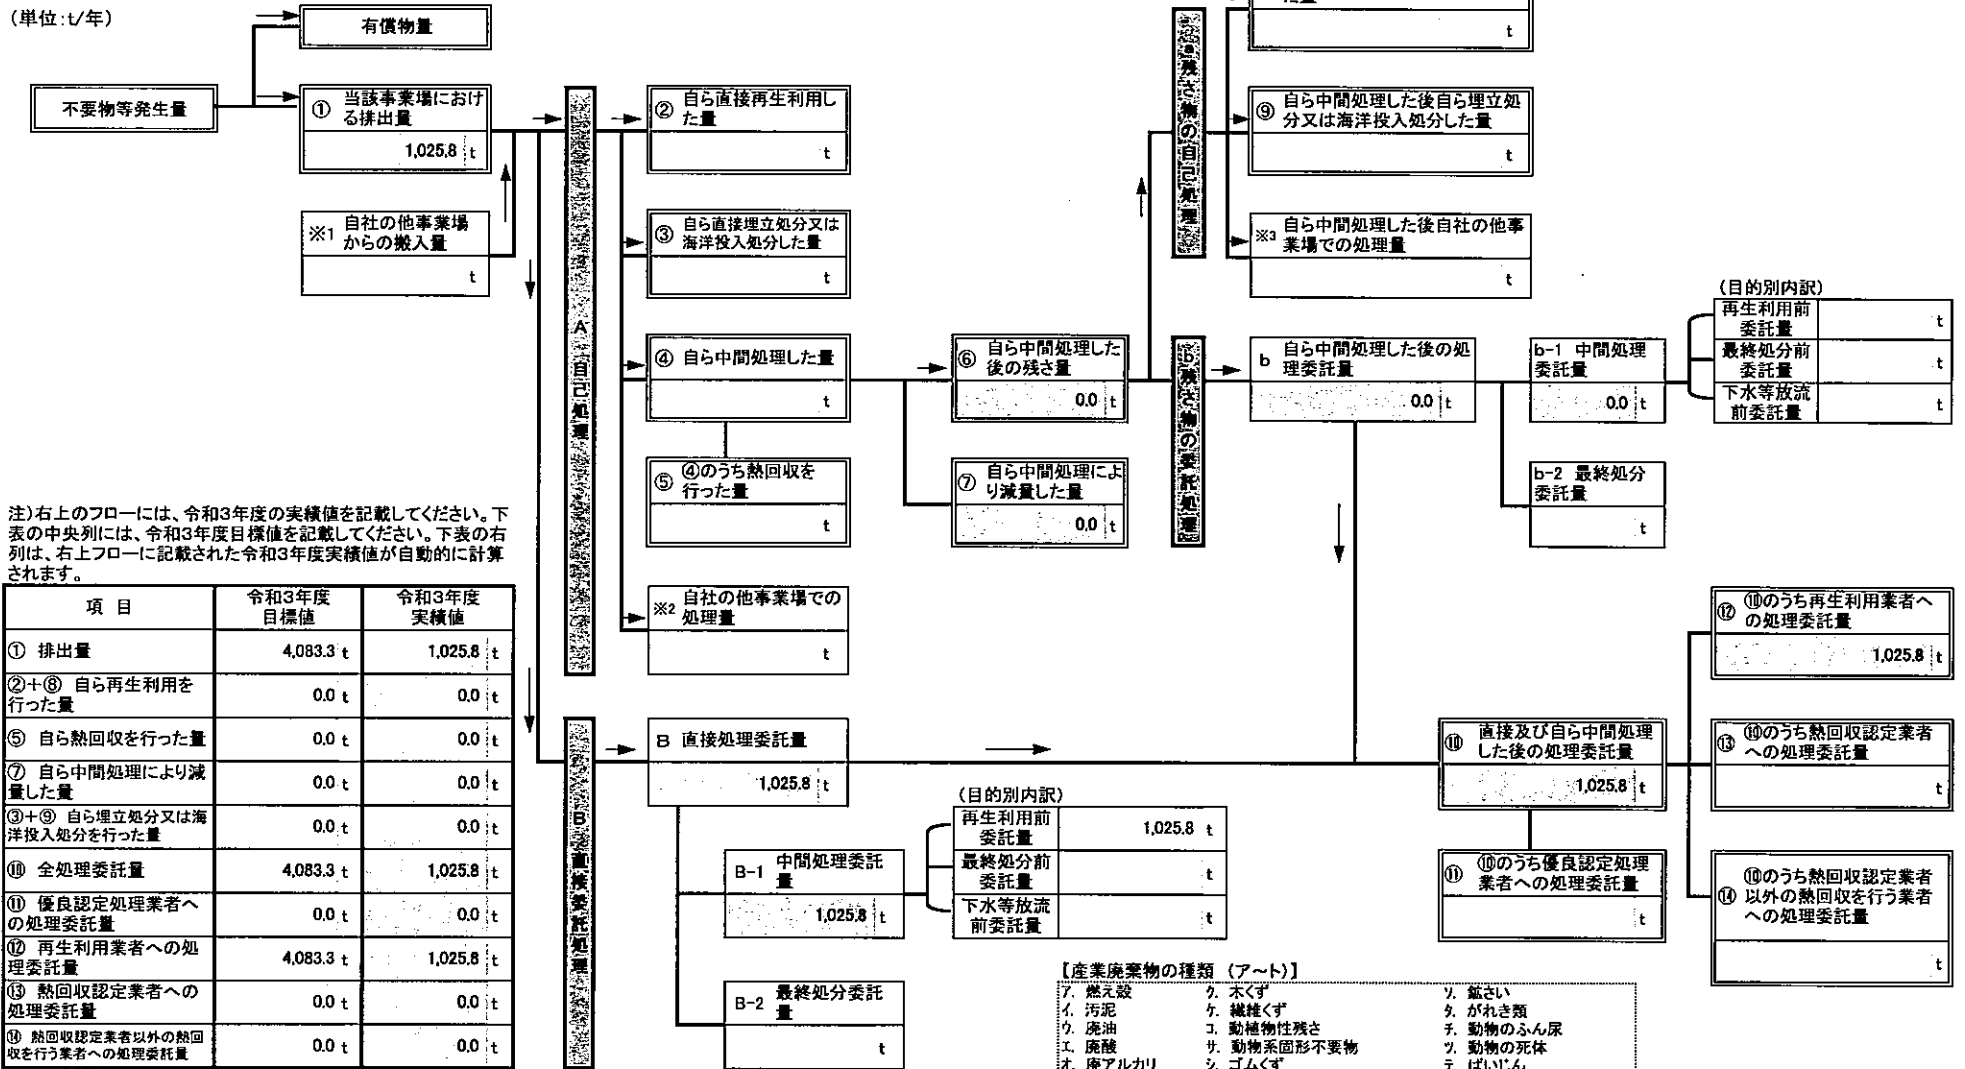 (単位:t/年)
有償物量
不要物等発生量
① 当該事業場におけ
る排出量
1,025.8 t
※1 自社の他事業場
からの搬入量
t
A 自己処理
② 自ら直接再生利用し
た量
t
③ 自ら直接埋立処分又は
海洋投入処分した量
t
④ 自ら中間処理した量
t
⑤ ④のうち熱回収を
行った量
t
※2 自社の他事業場での
処理量
t
⑥ 自ら中間処理した
後の残さ量
0.0 t
⑦ 自ら中間処理によ
り減量した量
0.0 t
a 残さ物の自己処理
t
⑨ 自ら中間処理した後自ら埋立処
分又は海洋投入処分した量
t
※3 自ら中間処理した後自社の他事
業場での処理量
t
b 残さ物の委託処理
b 自ら中間処理した後の処
理委託量
0.0 t
b-1 中間処理
委託量
0.0 t
(目的別内訳)
再生利用前
委託量 t
最終処分前
委託量 t
下水等放流
前委託量 t
b-2 最終処分
委託量
t
注)右上のフローには、令和3年度の実績値を記載してください。下
表の中央列には、令和3年度目標値を記載してください。下表の右
列は、右上フローに記載された令和3年度実績値が自動的に計算
されます。
項 目 令和3年度
目標値 令和3年度
実績値
① 排出量 4,083.3 t 1,025.8 t
②+⑧ 自ら再生利用を
行った量 0.0 t 0.0 t
⑤ 自ら熱回収を行った量 0.0 t 0.0 t
⑦ 自ら中間処理により減
量した量 0.0 t 0.0 t
③+⑨ 自ら埋立処分又は海
洋投入処分を行った量 0.0 t 0.0 t
⑩ 全処理委託量 4,083.3 t 1,025.8 t
⑪ 優良認定処理業者へ
の処理委託量 0.0 t 0.0 t
⑫ 再生利用業者への処
理委託量 4,083.3 t 1,025.8 t
⑬ 熱回収認定業者への
処理委託量 0.0 t 0.0 t
⑭ 熱回収認定業者以外の熱回
収を行う業者への処理委託量 0.0 t 0.0 t
B 直接委託処理
B 直接処理委託量
1,025.8 t
B-1 中間処理委託
量
1,025.8 t
(目的別内訳)
再生利用前
委託量 1,025.8 t
最終処分前
委託量 t
下水等放流
前委託量 t
B-2 最終処分委託
量
t
⑩ 直接及び自ら中間処理
した後の処理委託量
1,025.8 t
⑪ ⑩のうち優良認定処理
業者への処理委託量
t
⑫ ⑩のうち再生利用業者へ
の処理委託量
1,025.8 t
⑬ ⑩のうち熱回収認定業者
への処理委託量
t
⑭ ⑩のうち熱回収認定業者
以外の熱回収を行う業者
への処理委託量
t
【産業廃棄物の種類 (ア~ト)】
ア. 燃え殻 ク. 木くず ソ. 鉱さい
イ. 汚泥 ケ. 繊維くず タ. がれき類
ウ. 廃油 コ. 動植物性残さ チ. 動物のふん尿
エ. 廃酸 サ. 動物系固形不要物 ツ. 動物の死体
オ. 廃アルカリ シ. ゴムくず テ. ばいじん